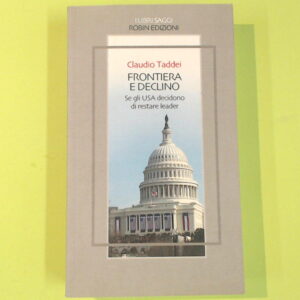 I LIBRI SAGGI
ROBIN EDIZIONI
Claudio Taddei
FRONTIERA
E DECLINO
Se gli USA decidono
di restare leader